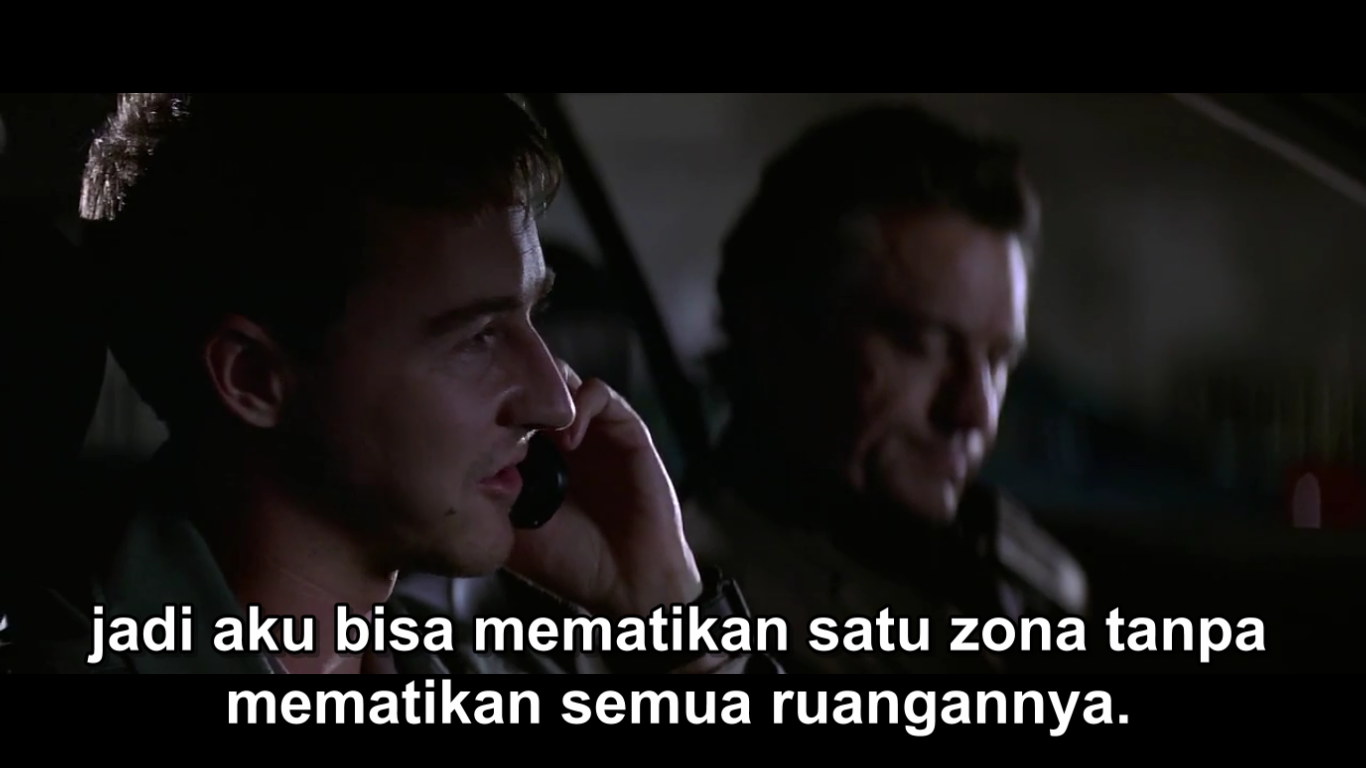 jadi aku bisa mematikan satu zona tanpa
mematikan semua ruangannya.